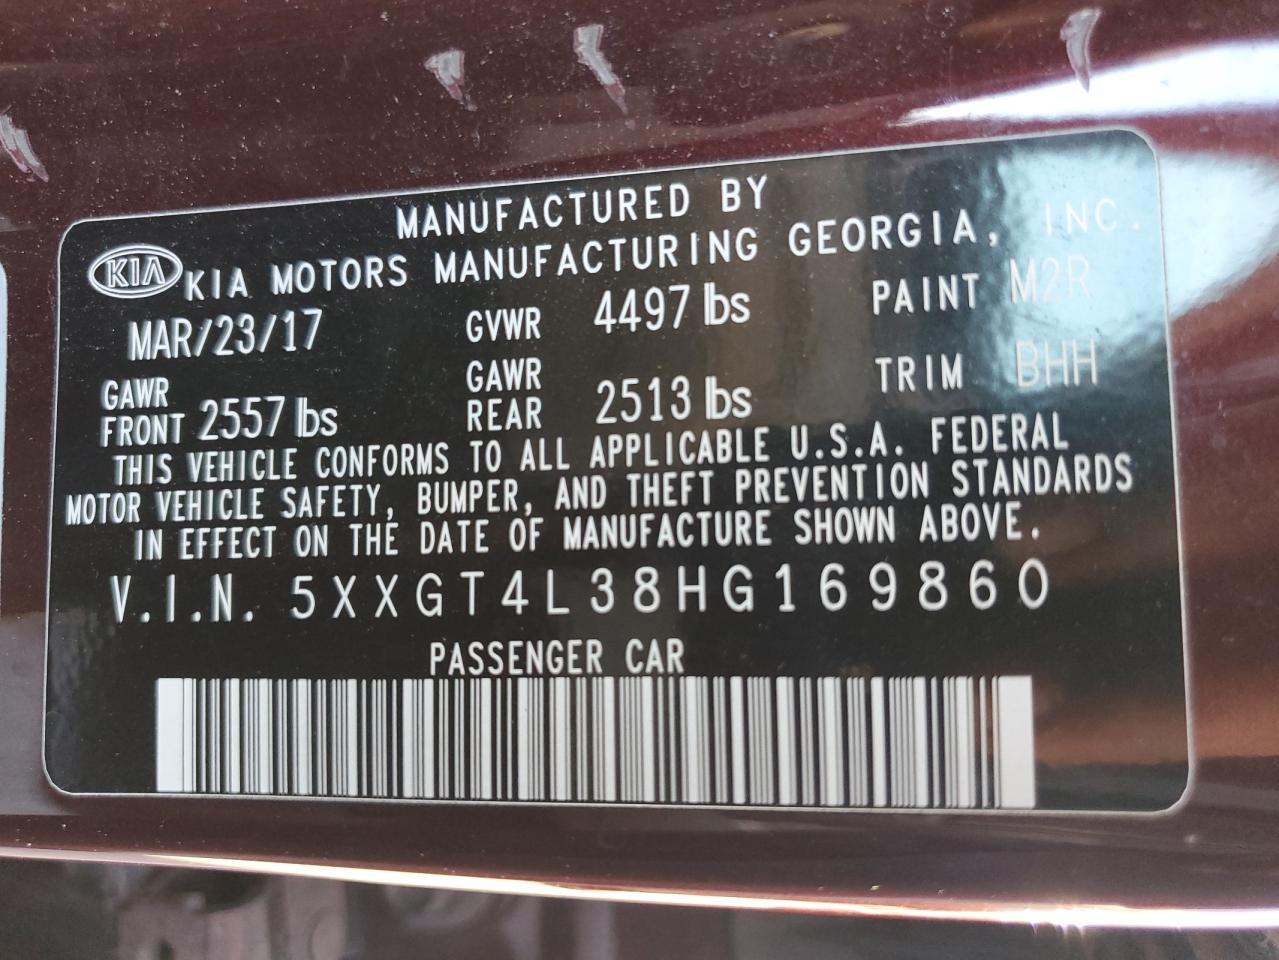 MANUFACTURED BY
KIA KIA MOTORS MANUFACTURING GEORGIA, INC.
MAR/23/17 GVWR 4497 lbs PAINT M2R
GAWR FRONT 2557 lbs GAWR REAR 2513 lbs TRIM BHH
THIS VEHICLE CONFORMS TO ALL APPLICABLE U.S.A. FEDERAL
MOTOR VEHICLE SAFETY, BUMPER, AND THEFT PREVENTION STANDARDS
IN EFFECT ON THE DATE OF MANUFACTURE SHOWN ABOVE.
V.I.N. 5XXGT4L38HG169860
PASSENGER CAR